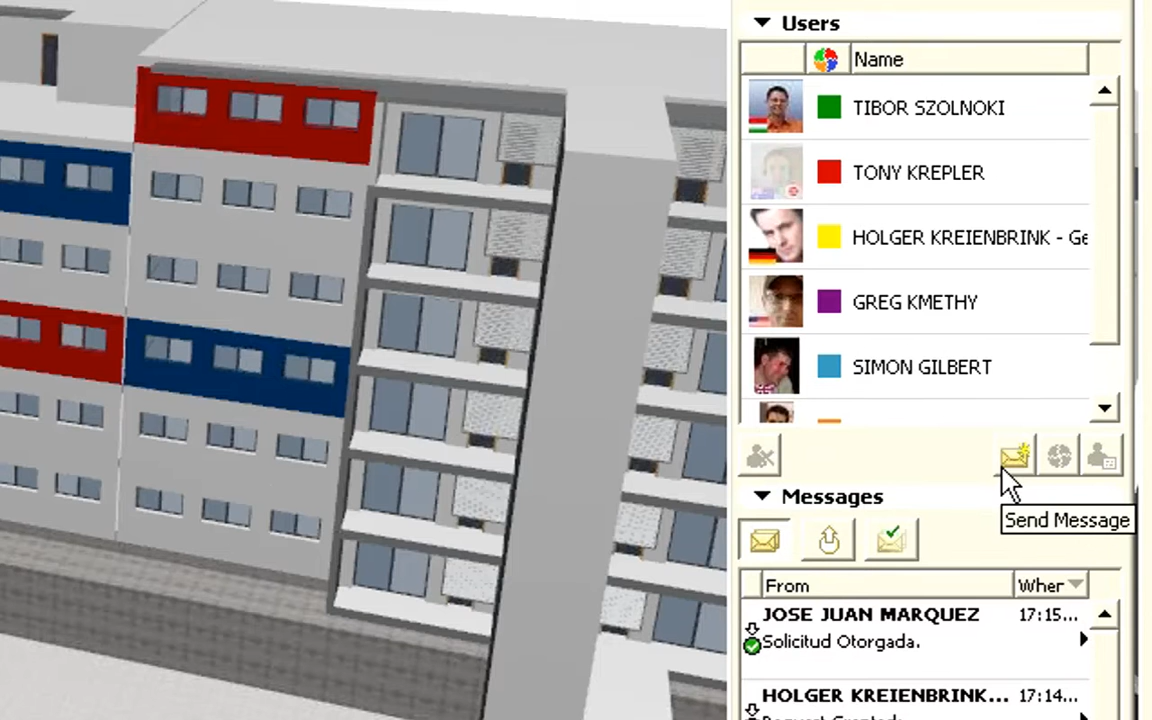 Users
Name
TIBOR SZOLNOKI
TONY KREPLER
HOLGER KREIENBRINK - Ge
GREG KMETHY
SIMON GILBERT
Messages
Send Message
From Wher
JOSE JUAN MARQUEZ 17:15...
Solicitud Otorgada.
HOLGER KREIENBRINK... 17:14...